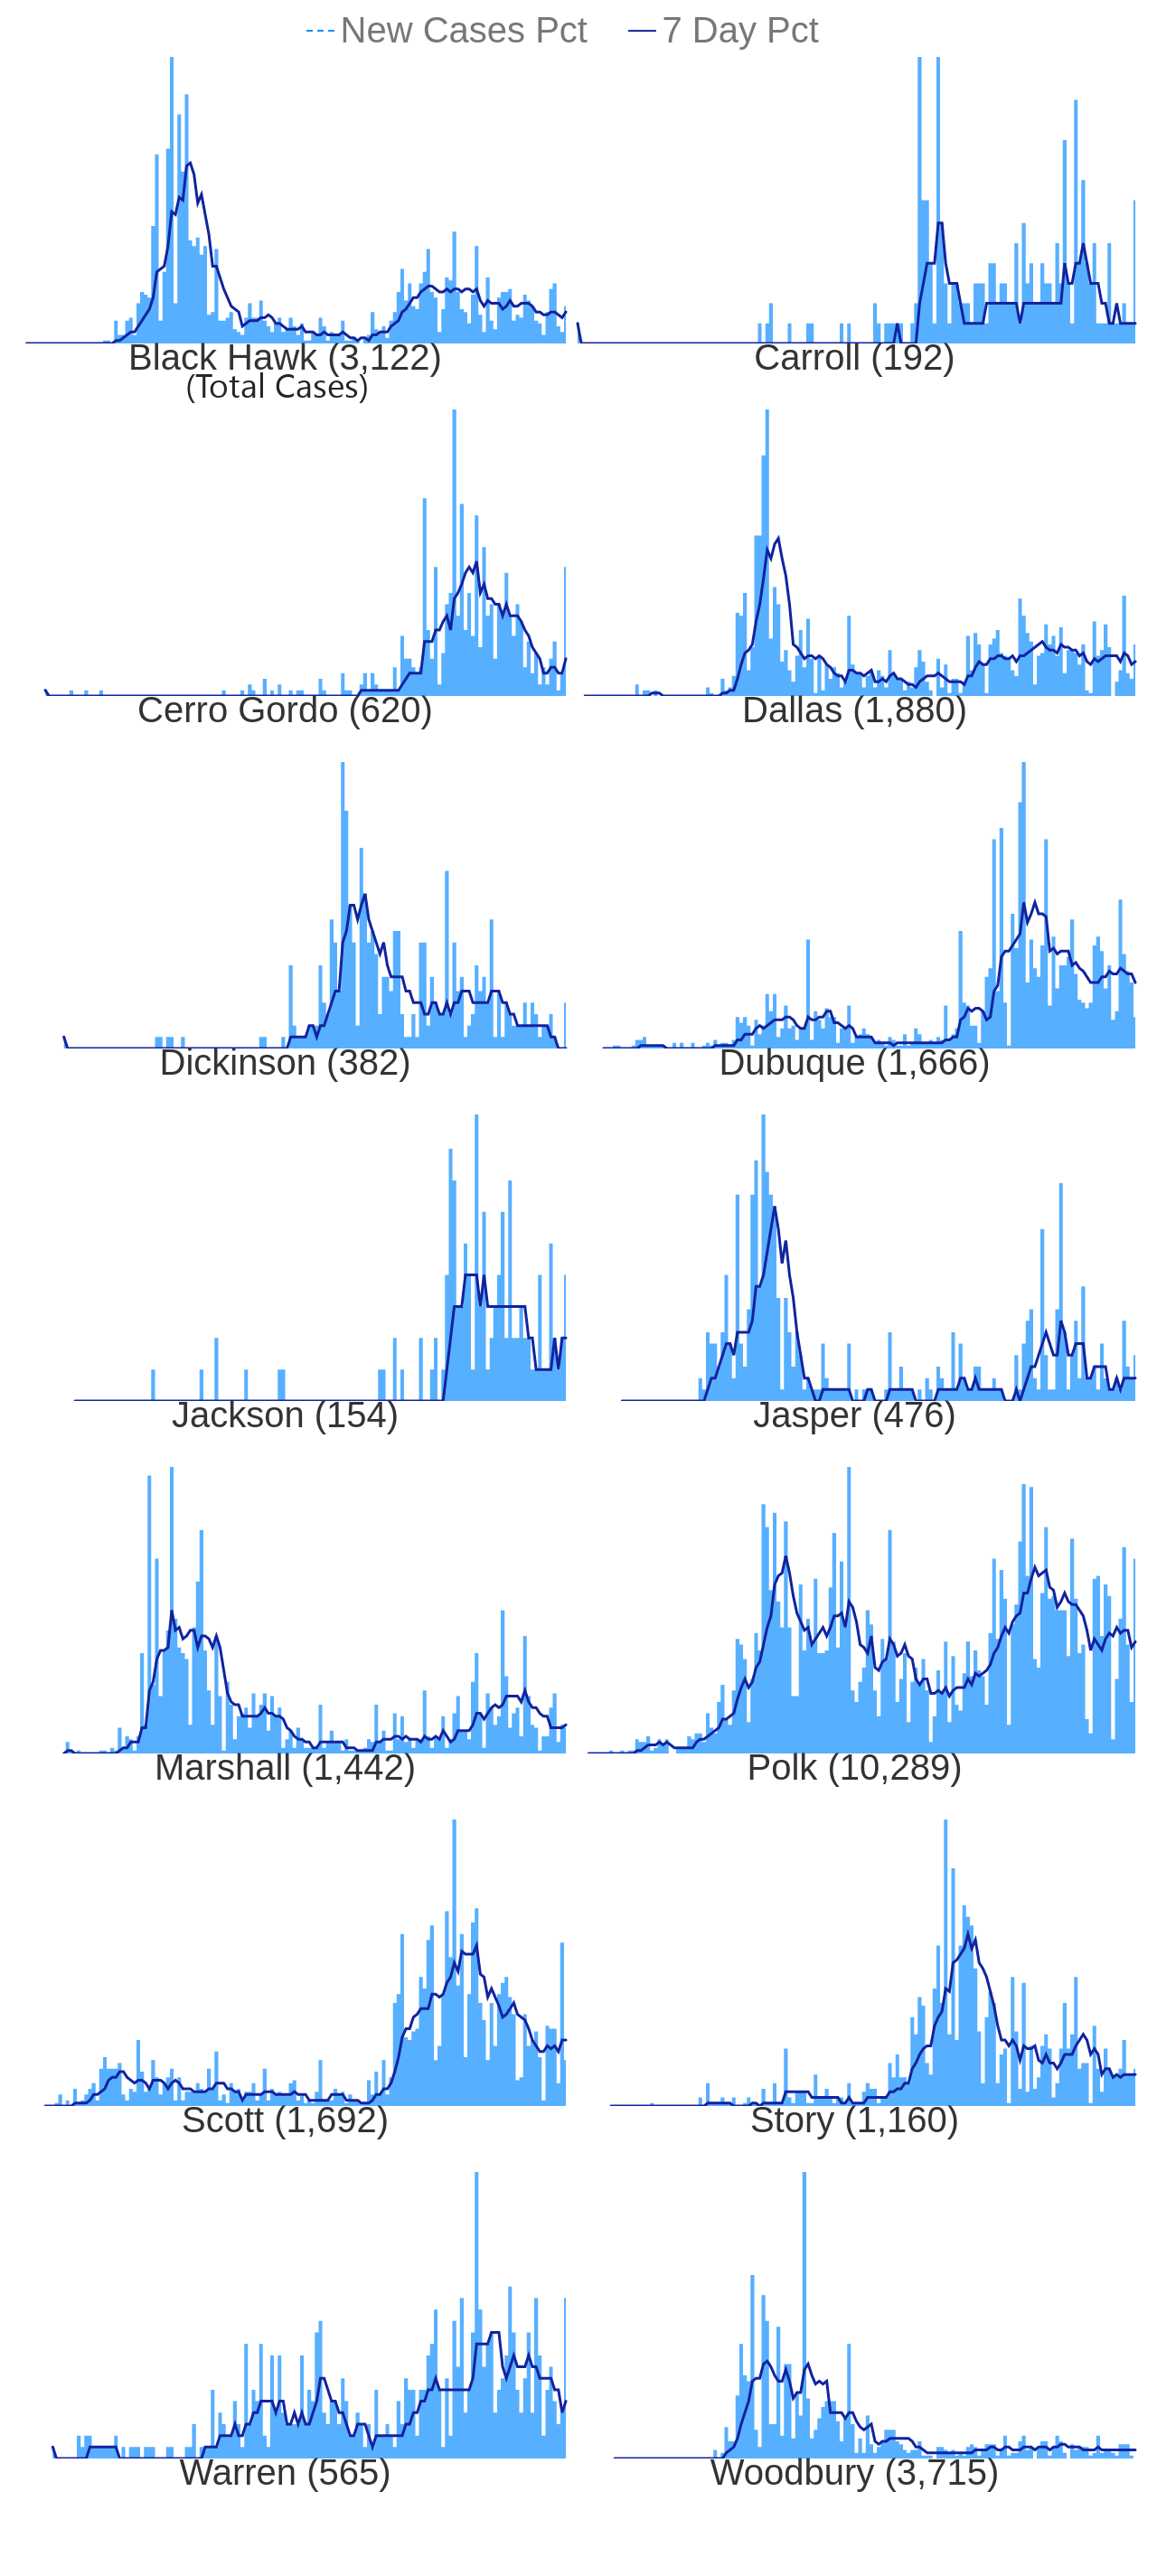 New Cases Pct 7 Day Pct
Black Hawk (3,122) Carroll (192)
(Total Cases)
Cerro Gordo (620) Dallas (1,880)
Dickinson (382) Dubuque (1,666)
Jackson (154) Jasper (476)
Marshall (1,442) Polk (10,289)
Scott (1,692) Story (1,160)
Warren (565) Woodbury (3,715)